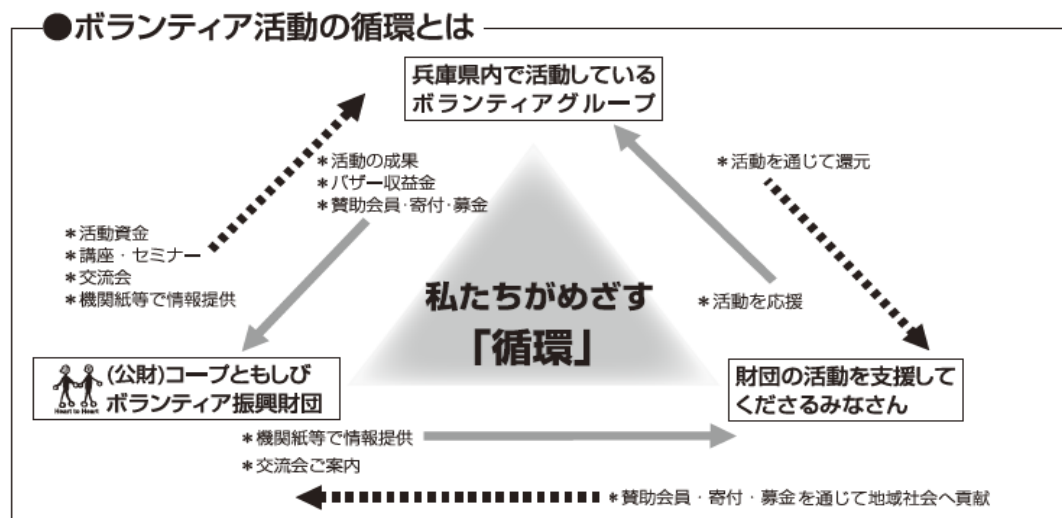 ●ボランティア活動の循環とは
兵庫県内で活動している
ボランティアグループ
＊活動の成果
＊バザー収益金
＊賛助会員・寄付・募金
＊活動を通じて還元
＊活動資金
＊講座・セミナー
＊交流会
＊機関紙等で情報提供
私たちがめざす
「循環」
＊活動を応援
(公財)コープともしび
ボランティア振興財団
Heart to Heart
財団の活動を支援して
くださるみなさん
＊機関紙等で情報提供
＊交流会ご案内
＊賛助会員・寄付・募金を通じて地域社会へ貢献